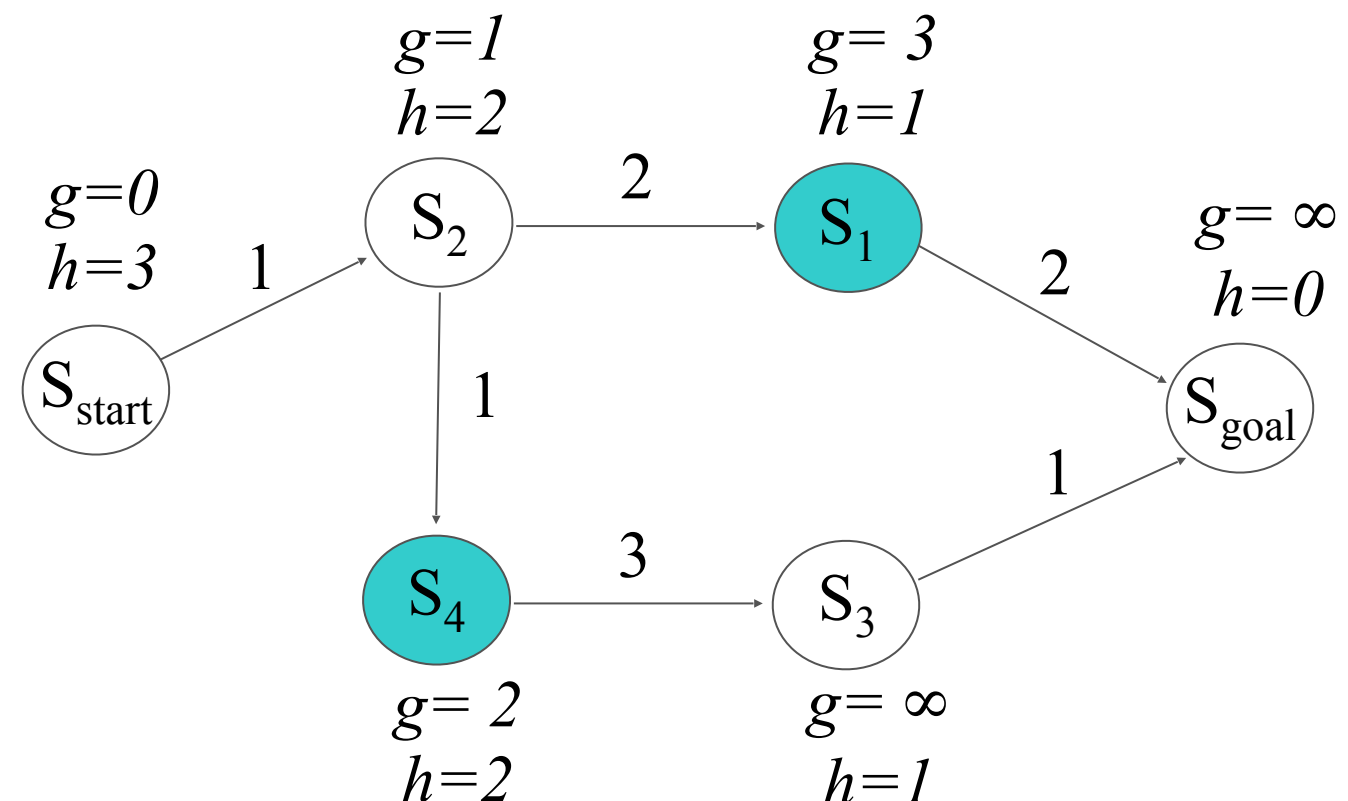 g=1
h=2
g= 3
h=1
g=0
h=3
1
S2
2
S1
2
g= ∞
h=0
Sstart
1
Sgoal
S4
3
S3
1
g= 2
h=2
g= ∞
h=1